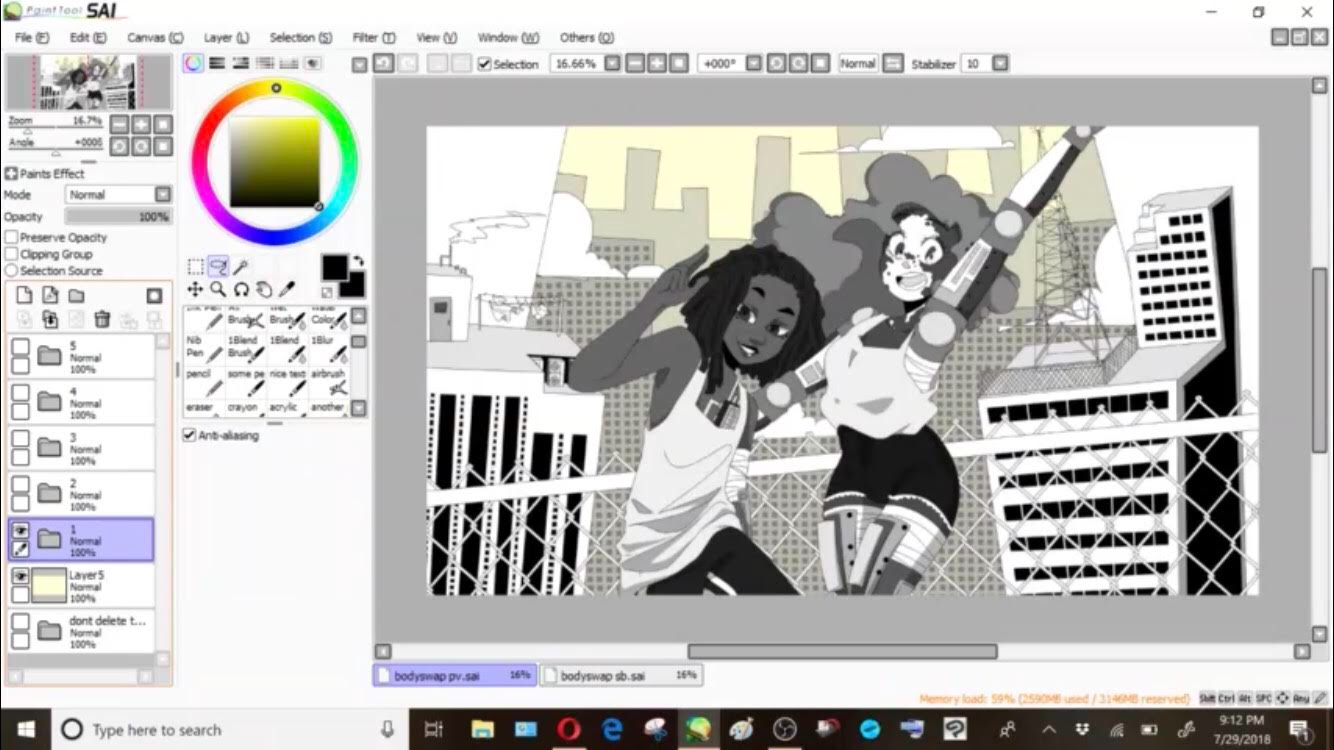 PaintTool SAI
File (F) Edit (E) Canvas (C) Layer (L) Selection (S) Filter (T) View (V) Window (W) Others (O)
Selection 16.66% +000° Normal Stabilizer 10
Zoom 16.7%
Angle
Paints Effect
Mode Normal
Opacity 100%
Preserve Opacity
Clipping Group
Selection Source
5
Normal
100%
4
Normal
100%
3
Normal
100%
2
Normal
100%
1
Normal
100%
Layer5
Normal
100%
dont delete t...
Normal
100%
Brush Brush Color
Nib Pen 1Blend Brush 1Blend 1Blur
pencil some pe nice text airbrush
eraser crayon acrylic another
Anti-aliasing
bodyswap pv.sai 16% bodyswap sb.sai 16%
Memory load: 59% (2590MB used / 3146MB reserved) Shift Ctrl Alt SPC Any
Type here to search
9:12 PM
7/29/2018
1